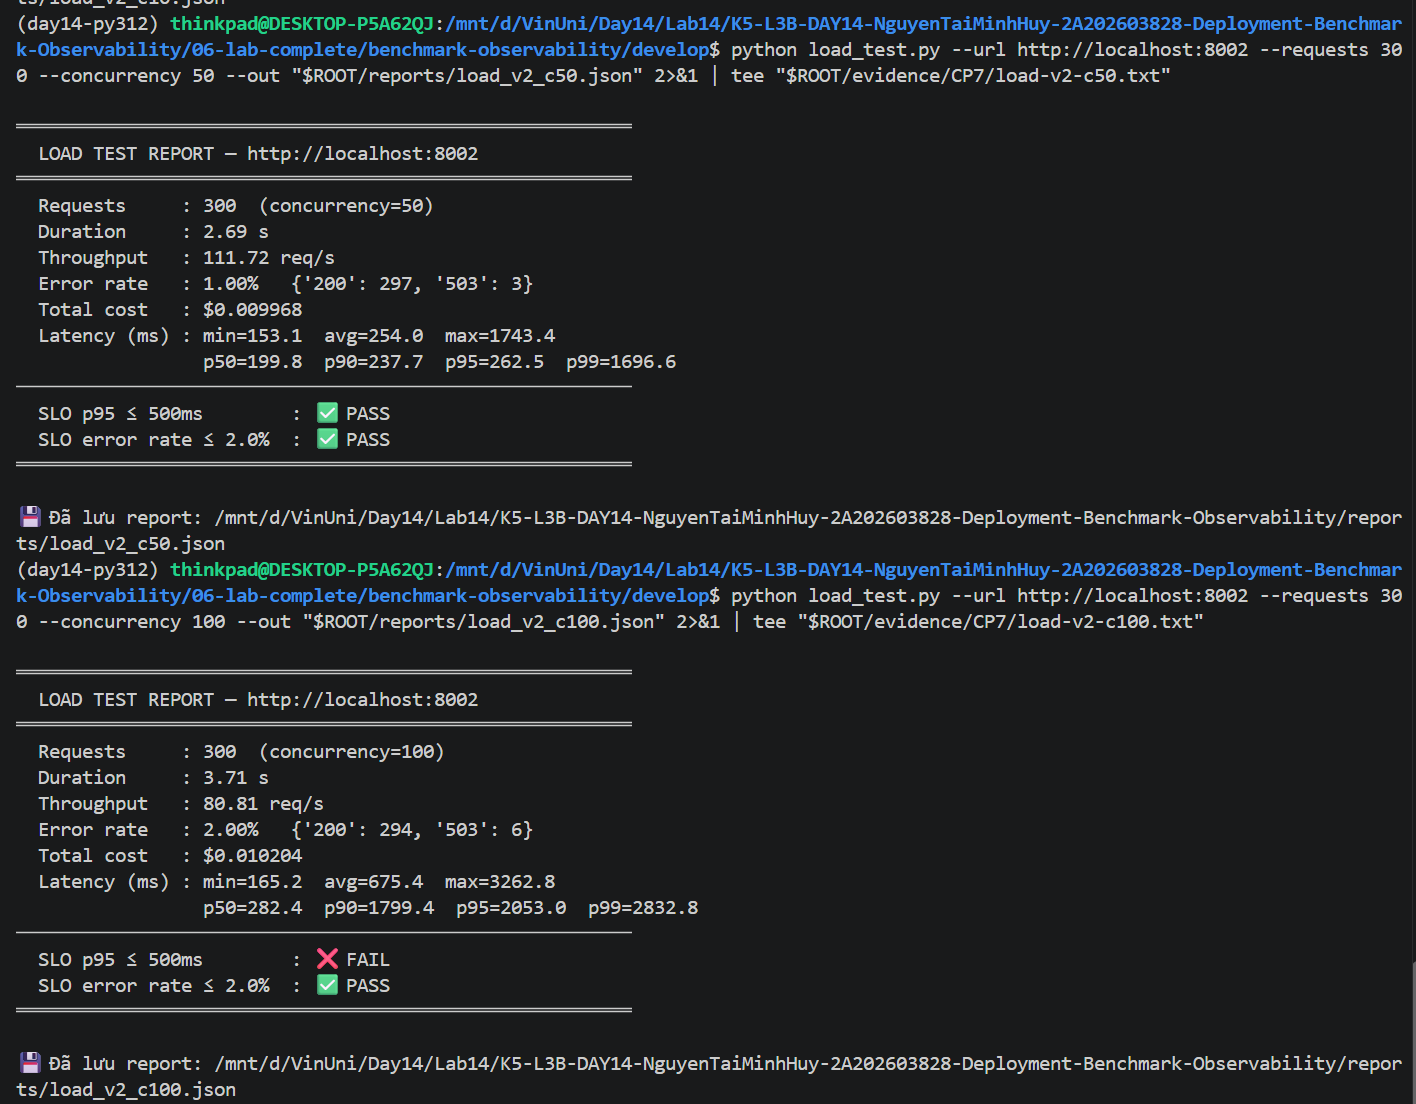 ts/load_v2_c10.json
(day14-py312) thinkpad@DESKTOP-P5A62QJ:/mnt/d/VinUni/Day14/Lab14/K5-L3B-DAY14-NguyenTaiMinhHuy-2A202603828-Deployment-Benchmar
k-Observability/06-lab-complete/benchmark-observability/develop$ python load_test.py --url http://localhost:8002 --requests 30
0 --concurrency 50 --out "$ROOT/reports/load_v2_c50.json" 2>&1 | tee "$ROOT/evidence/CP7/load-v2-c50.txt"
LOAD TEST REPORT — http://localhost:8002
Requests     : 300  (concurrency=50)
Duration     : 2.69 s
Throughput   : 111.72 req/s
Error rate   : 1.00%   {'200': 297, '503': 3}
Total cost   : $0.009968
Latency (ms) : min=153.1  avg=254.0  max=1743.4
p50=199.8  p90=237.7  p95=262.5  p99=1696.6
SLO p95 ≤ 500ms        : ✅ PASS
SLO error rate ≤ 2.0%  : ✅ PASS
💾 Đã lưu report: /mnt/d/VinUni/Day14/Lab14/K5-L3B-DAY14-NguyenTaiMinhHuy-2A202603828-Deployment-Benchmark-Observability/repor
ts/load_v2_c50.json
(day14-py312) thinkpad@DESKTOP-P5A62QJ:/mnt/d/VinUni/Day14/Lab14/K5-L3B-DAY14-NguyenTaiMinhHuy-2A202603828-Deployment-Benchmar
k-Observability/06-lab-complete/benchmark-observability/develop$ python load_test.py --url http://localhost:8002 --requests 30
0 --concurrency 100 --out "$ROOT/reports/load_v2_c100.json" 2>&1 | tee "$ROOT/evidence/CP7/load-v2-c100.txt"
LOAD TEST REPORT — http://localhost:8002
Requests     : 300  (concurrency=100)
Duration     : 3.71 s
Throughput   : 80.81 req/s
Error rate   : 2.00%   {'200': 294, '503': 6}
Total cost   : $0.010204
Latency (ms) : min=165.2  avg=675.4  max=3262.8
p50=282.4  p90=1799.4  p95=2053.0  p99=2832.8
SLO p95 ≤ 500ms        : ❌ FAIL
SLO error rate ≤ 2.0%  : ✅ PASS
💾 Đã lưu report: /mnt/d/VinUni/Day14/Lab14/K5-L3B-DAY14-NguyenTaiMinhHuy-2A202603828-Deployment-Benchmark-Observability/repor
ts/load_v2_c100.json